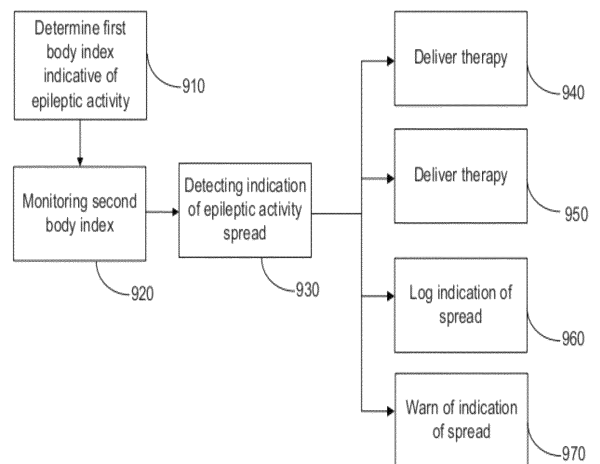 Determine first
body index
indicative of
epileptic activity
910
Monitoring second
body index
920
Detecting indication
of epileptic activity
spread
930
Deliver therapy
940
Deliver therapy
950
Log indication of
spread
960
Warn of indication
of spread
970